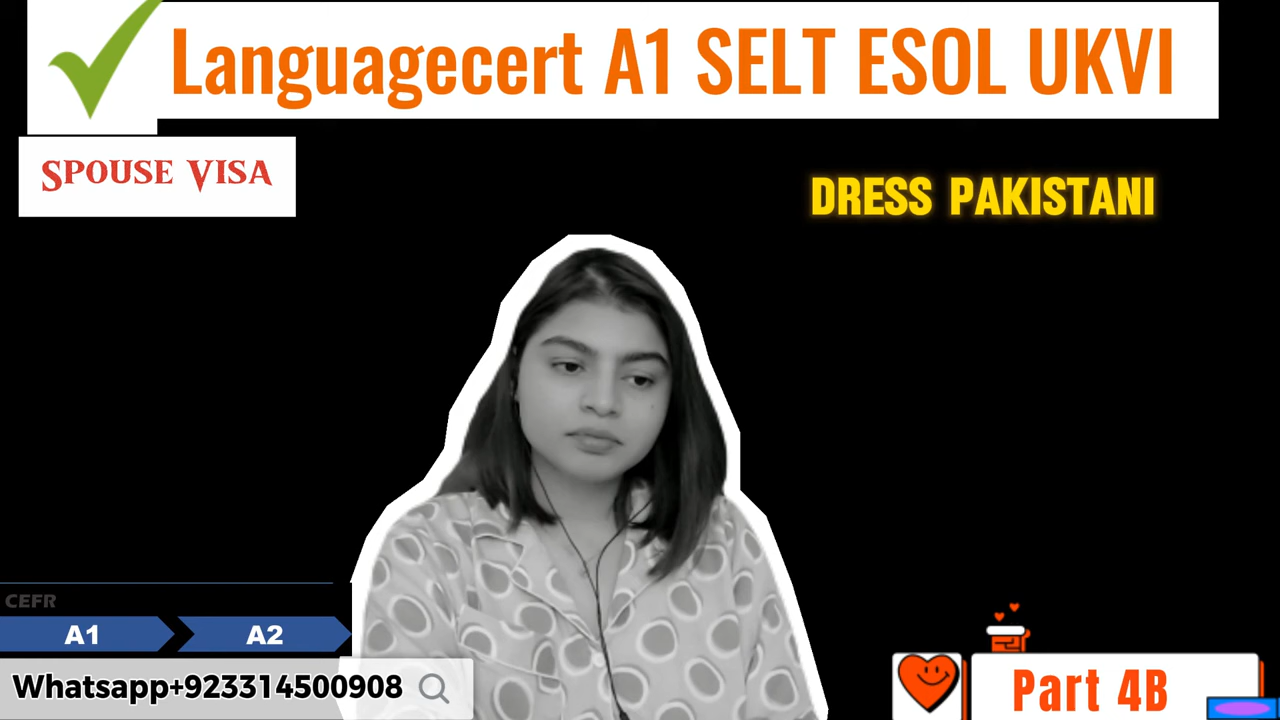 Languagecert A1 SELT ESOL UKVI
SPOUSE VISA
DRESS PAKISTANI
CEFR
A1 A2
Whatsapp+923314500908
Part 4B